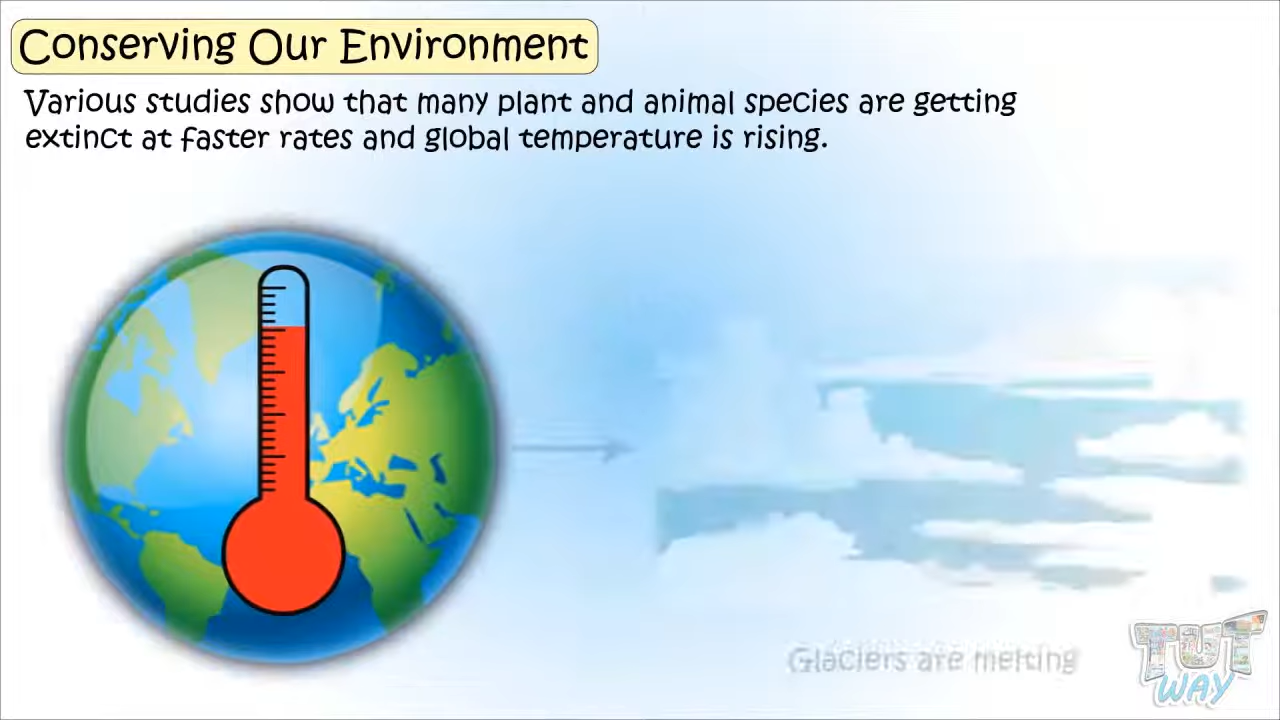 Conserving Our Environment
Various studies show that many plant and animal species are getting
extinct at faster rates and global temperature is rising.
Glaciers are melting
TUT
WAY